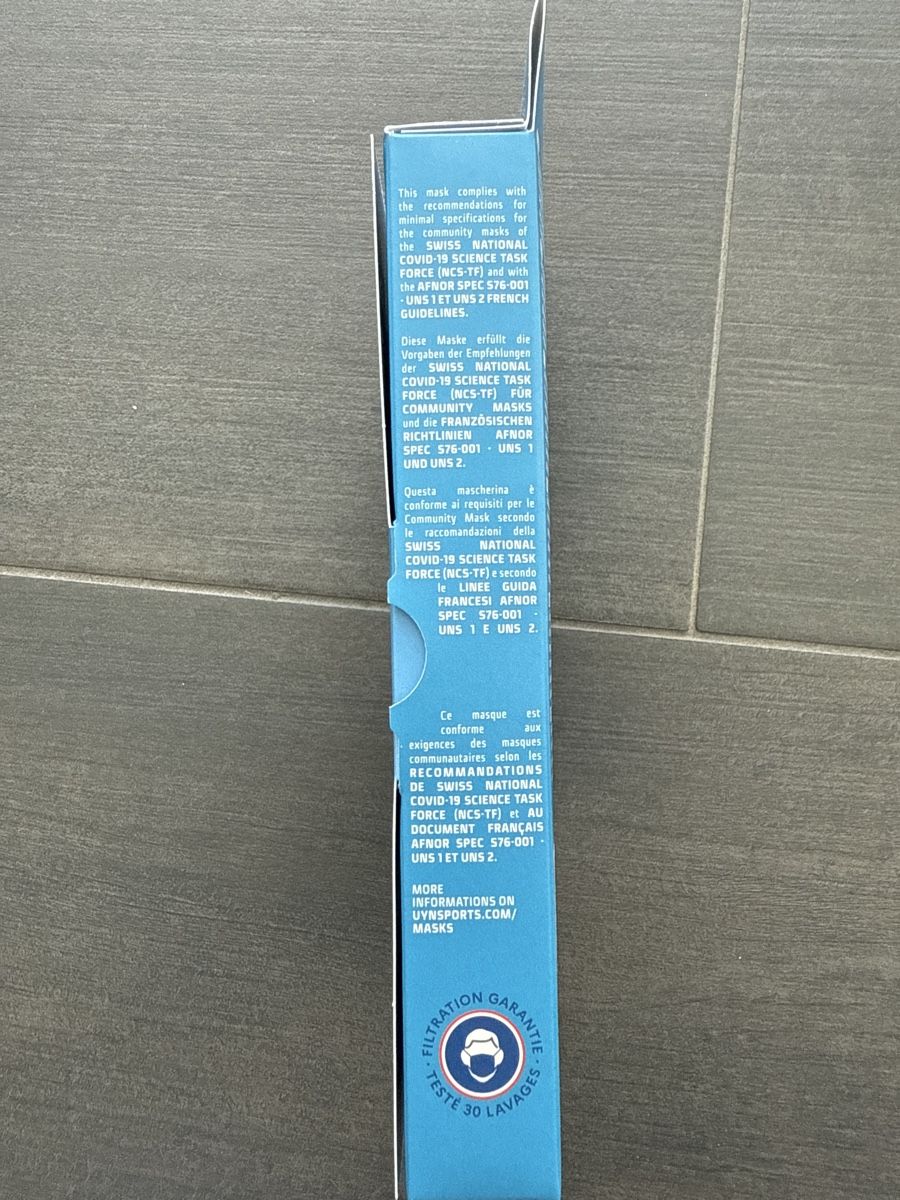 This mask complies with
the recommendations for
minimal specifications for
the community masks of
the SWISS NATIONAL
COVID-19 SCIENCE TASK
FORCE (NCS-TF) and with
the AFNOR SPEC S76-001
· UNS 1 ET UNS 2 FRENCH
GUIDELINES.
Diese Maske erfüllt die
Vorgaben der Empfehlungen
der SWISS NATIONAL
COVID-19 SCIENCE TASK
FORCE (NCS-TF) FÜR
COMMUNITY MASKS
und die FRANZÖSISCHEN
RICHTLINIEN AFNOR
SPEC S76-001 · UNS 1
UND UNS 2.
Questa mascherina è
conforme ai requisiti per le
Community Mask secondo
le raccomandazioni della
SWISS NATIONAL
COVID-19 SCIENCE TASK
FORCE (NCS-TF) e secondo
le LINEE GUIDA
FRANCESI AFNOR
SPEC S76-001 ·
UNS 1 E UNS 2.
Ce masque est
conforme aux
exigences des masques
communautaires selon les
RECOMMANDATIONS
DE SWISS NATIONAL
COVID-19 SCIENCE TASK
FORCE (NCS-TF) et AU
DOCUMENT FRANÇAIS
AFNOR SPEC S76-001 ·
UNS 1 ET UNS 2.
MORE
INFORMATIONS ON
UYNSPORTS.COM/
MASKS
· FILTRATION GARANTIE ·
TESTÉ 30 LAVAGES